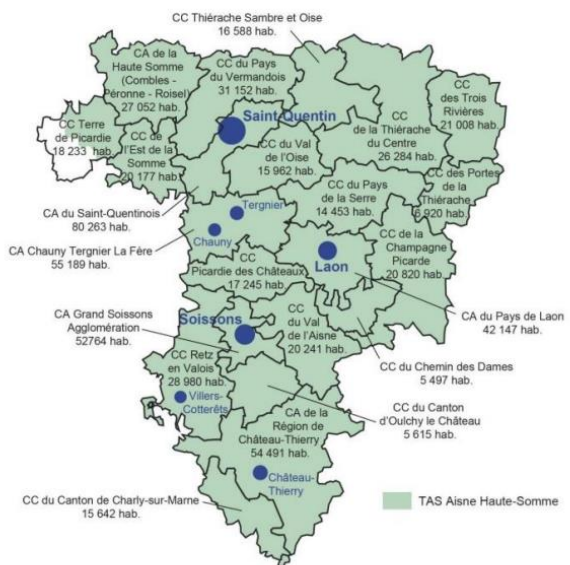 CC Thiérache Sambre et Oise
16 588 hab.
CA de la
Haute Somme
(Combles -
Péronne - Roisel)
27 052 hab.
CC du Pays
du Vermandois
31 152 hab.
CC
des Trois
Rivières
21 008 hab.
Saint-Quentin
CC Terre
de Picardie
18 233 hab.
CC de
l'Est de la
Somme
20 177 hab.
CC du Val
de l'Oise
15 962 hab.
CC
de la Thiérache
du Centre
26 284 hab.
CC des Portes
de la
Thiérache
6 920 hab.
CC du Pays
de la Serre
14 453 hab.
CA du Saint-Quentinois
80 263 hab.
Tergnier
Chauny
CA Chauny Tergnier La Fère
55 189 hab.
CC de la
Champagne
Picarde
20 820 hab.
Laon
CC
Picardie des Châteaux
17 245 hab.
CA du Pays de Laon
42 147 hab.
CA Grand Soissons
Agglomération
52764 hab.
Soissons
CC
du Val
de l'Aisne
20 241 hab.
CC du Chemin des Dames
5 497 hab.
CC Retz
en Valois
28 980 hab.
Villers-
Cotterêts
CC du Canton
d'Oulchy le Château
5 615 hab.
CA de la
Région de
Château-Thierry
54 491 hab.
Château-
Thierry
CC du Canton de Charly-sur-Marne
15 642 hab.
TAS Aisne Haute-Somme